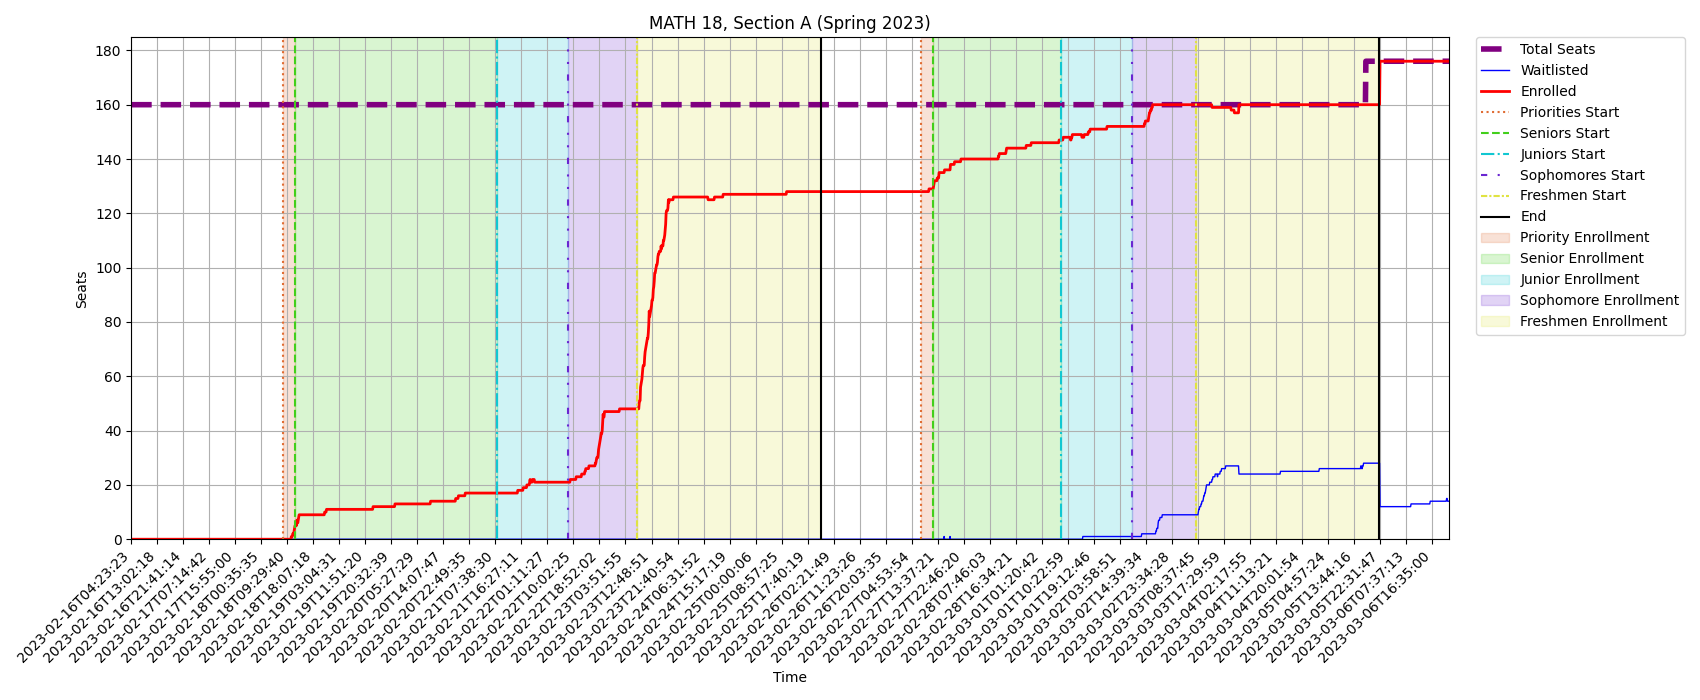 MATH 18, Section A (Spring 2023)
180
160
140
120
100
80
60
40
20
0
Seats
2023-02-16T04:23:23
2023-02-16T13:02:18
2023-02-16T21:41:14
2023-02-17T07:14:42
2023-02-17T15:55:00
2023-02-18T00:35:35
2023-02-18T09:29:40
2023-02-18T18:07:18
2023-02-19T03:04:31
2023-02-19T11:51:20
2023-02-19T20:32:39
2023-02-20T05:27:29
2023-02-20T14:07:47
2023-02-20T22:49:35
2023-02-21T07:38:30
2023-02-21T16:27:11
2023-02-22T01:11:27
2023-02-22T10:02:25
2023-02-22T18:52:02
2023-02-23T03:51:55
2023-02-23T12:48:51
2023-02-23T21:40:54
2023-02-24T06:31:52
2023-02-24T15:17:19
2023-02-25T00:00:06
2023-02-25T08:57:25
2023-02-25T17:40:19
2023-02-26T02:21:49
2023-02-26T11:23:26
2023-02-26T20:03:35
2023-02-27T04:53:54
2023-02-27T13:37:21
2023-02-27T22:46:20
2023-02-28T07:46:03
2023-02-28T16:34:21
2023-03-01T01:20:42
2023-03-01T10:22:59
2023-03-01T19:12:46
2023-03-02T03:58:51
2023-03-02T14:39:34
2023-03-02T23:34:28
2023-03-03T08:37:45
2023-03-03T17:29:59
2023-03-04T02:17:55
2023-03-04T11:13:21
2023-03-04T20:01:54
2023-03-05T04:57:24
2023-03-05T13:44:16
2023-03-05T22:31:47
2023-03-06T07:37:13
2023-03-06T16:35:00
Time
Total Seats
Waitlisted
Enrolled
Priorities Start
Seniors Start
Juniors Start
Sophomores Start
Freshmen Start
End
Priority Enrollment
Senior Enrollment
Junior Enrollment
Sophomore Enrollment
Freshmen Enrollment